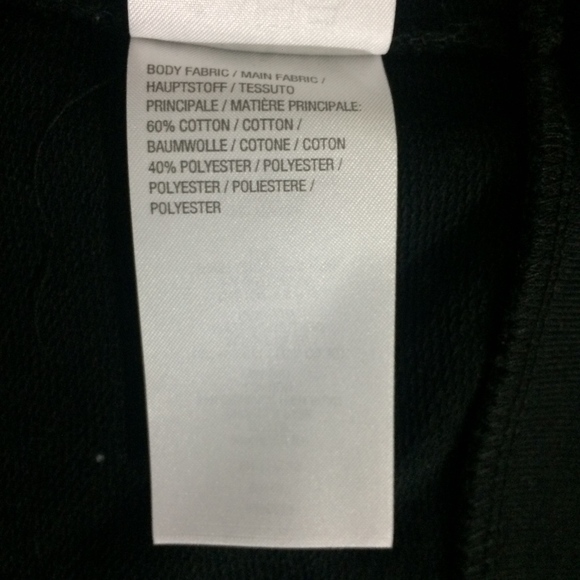 BODY FABRIC / MAIN FABRIC /
HAUPTSTOFF / TESSUTO
PRINCIPALE / MATIÈRE PRINCIPALE:
60% COTTON / COTTON /
BAUMWOLLE / COTONE / COTON
40% POLYESTER / POLYESTER /
POLYESTER / POLIESTERE /
POLYESTER